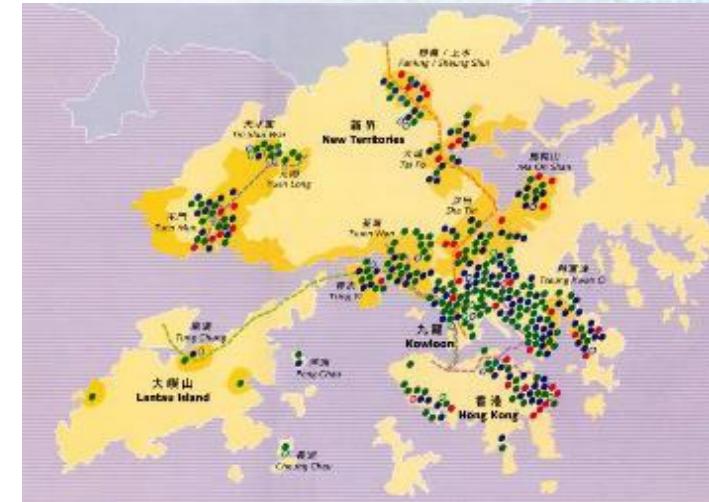 粉嶺 / 上水
Fanling / Sheung Shui
新界
New Territories
天水圍
Tin Shui Wai
元朗
Yuen Long
大埔
Tai Po
馬鞍山
Ma On Shan
沙田
Sha Tin
屯門
Tuen Mun
荃灣
Tsuen Wan
將軍澳
Tseung Kwan O
青衣
Tsing Yi
東涌
Tung Chung
九龍
Kowloon
坪洲
Peng Chau
大嶼山
Lantau Island
香港
Hong Kong
長洲
Cheung Chau